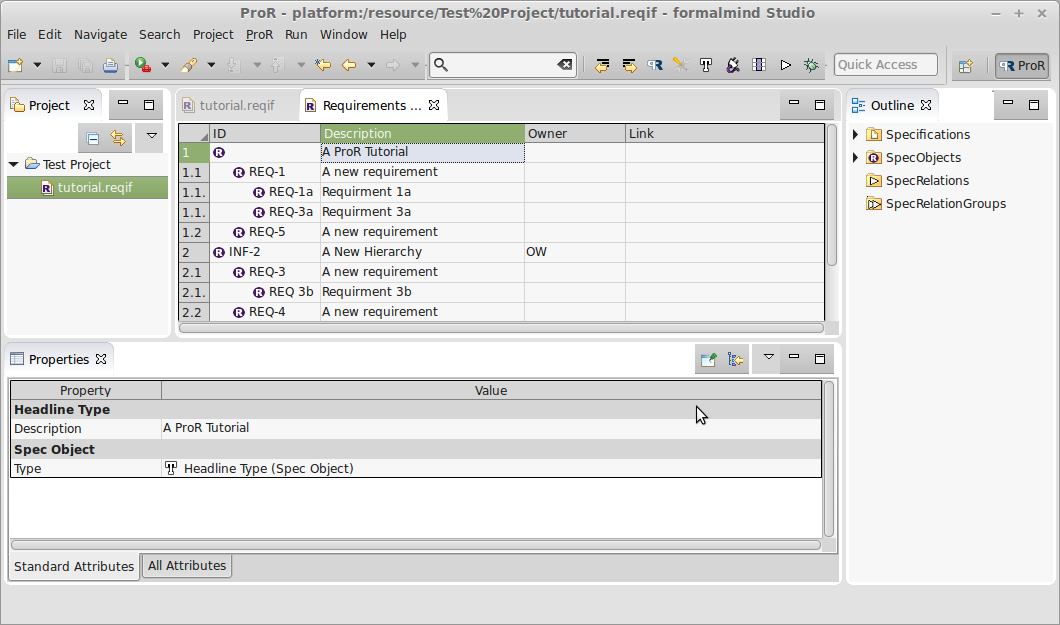 ProR - platform:/resource/Test%20Project/tutorial.reqif - formalmind Studio
File Edit Navigate Search Project ProR Run Window Help
Quick Access ProR
Project
Test Project
tutorial.reqif
tutorial.reqif Requirements ...
ID Description Owner Link
1 A ProR Tutorial
1.1 REQ-1 A new requirement
1.1. REQ-1a Requirment 1a
1.1. REQ-3a Requirment 3a
1.2 REQ-5 A new requirement
2 INF-2 A New Hierarchy OW
2.1 REQ-3 A new requirement
2.1. REQ 3b Requirment 3b
2.2 REQ-4 A new requirement
Outline
Specifications
SpecObjects
SpecRelations
SpecRelationGroups
Properties
Property Value
Headline Type
Description A ProR Tutorial
Spec Object
Type Headline Type (Spec Object)
Standard Attributes All Attributes